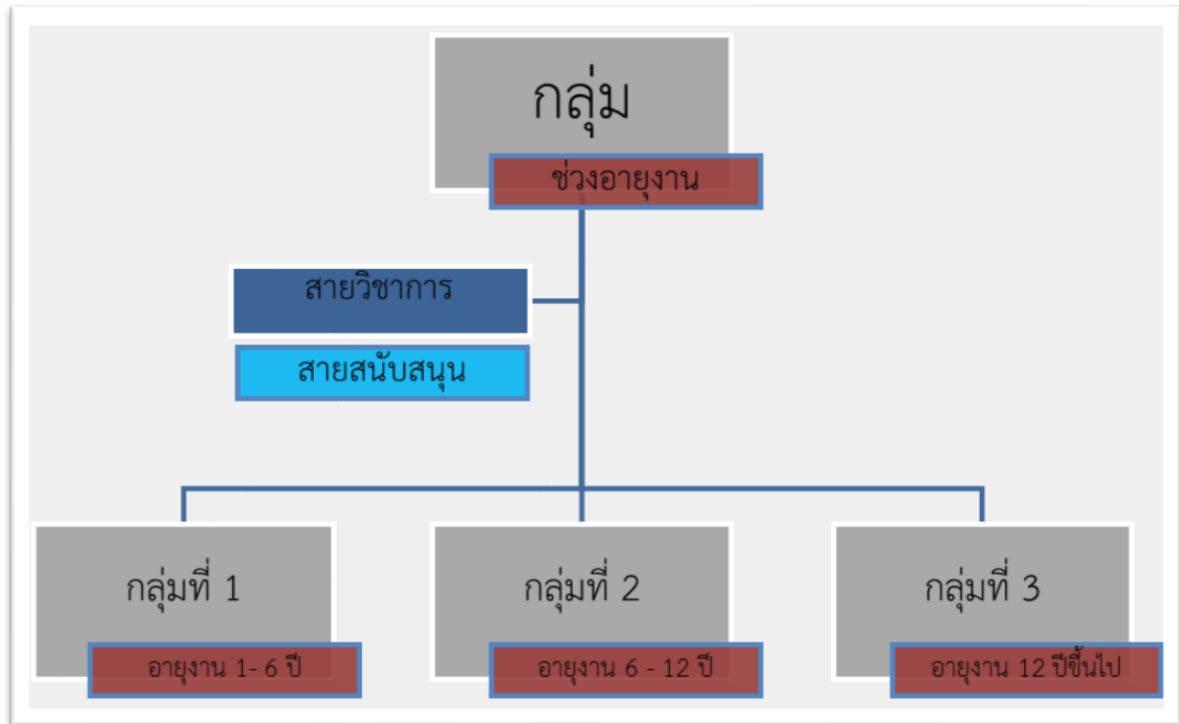 กลุ่ม
ช่วงอายุงาน
สายวิชาการ
สายสนับสนุน
กลุ่มที่ 1
อายุงาน 1- 6 ปี
กลุ่มที่ 2
อายุงาน 6 - 12 ปี
กลุ่มที่ 3
อายุงาน 12 ปีขึ้นไป